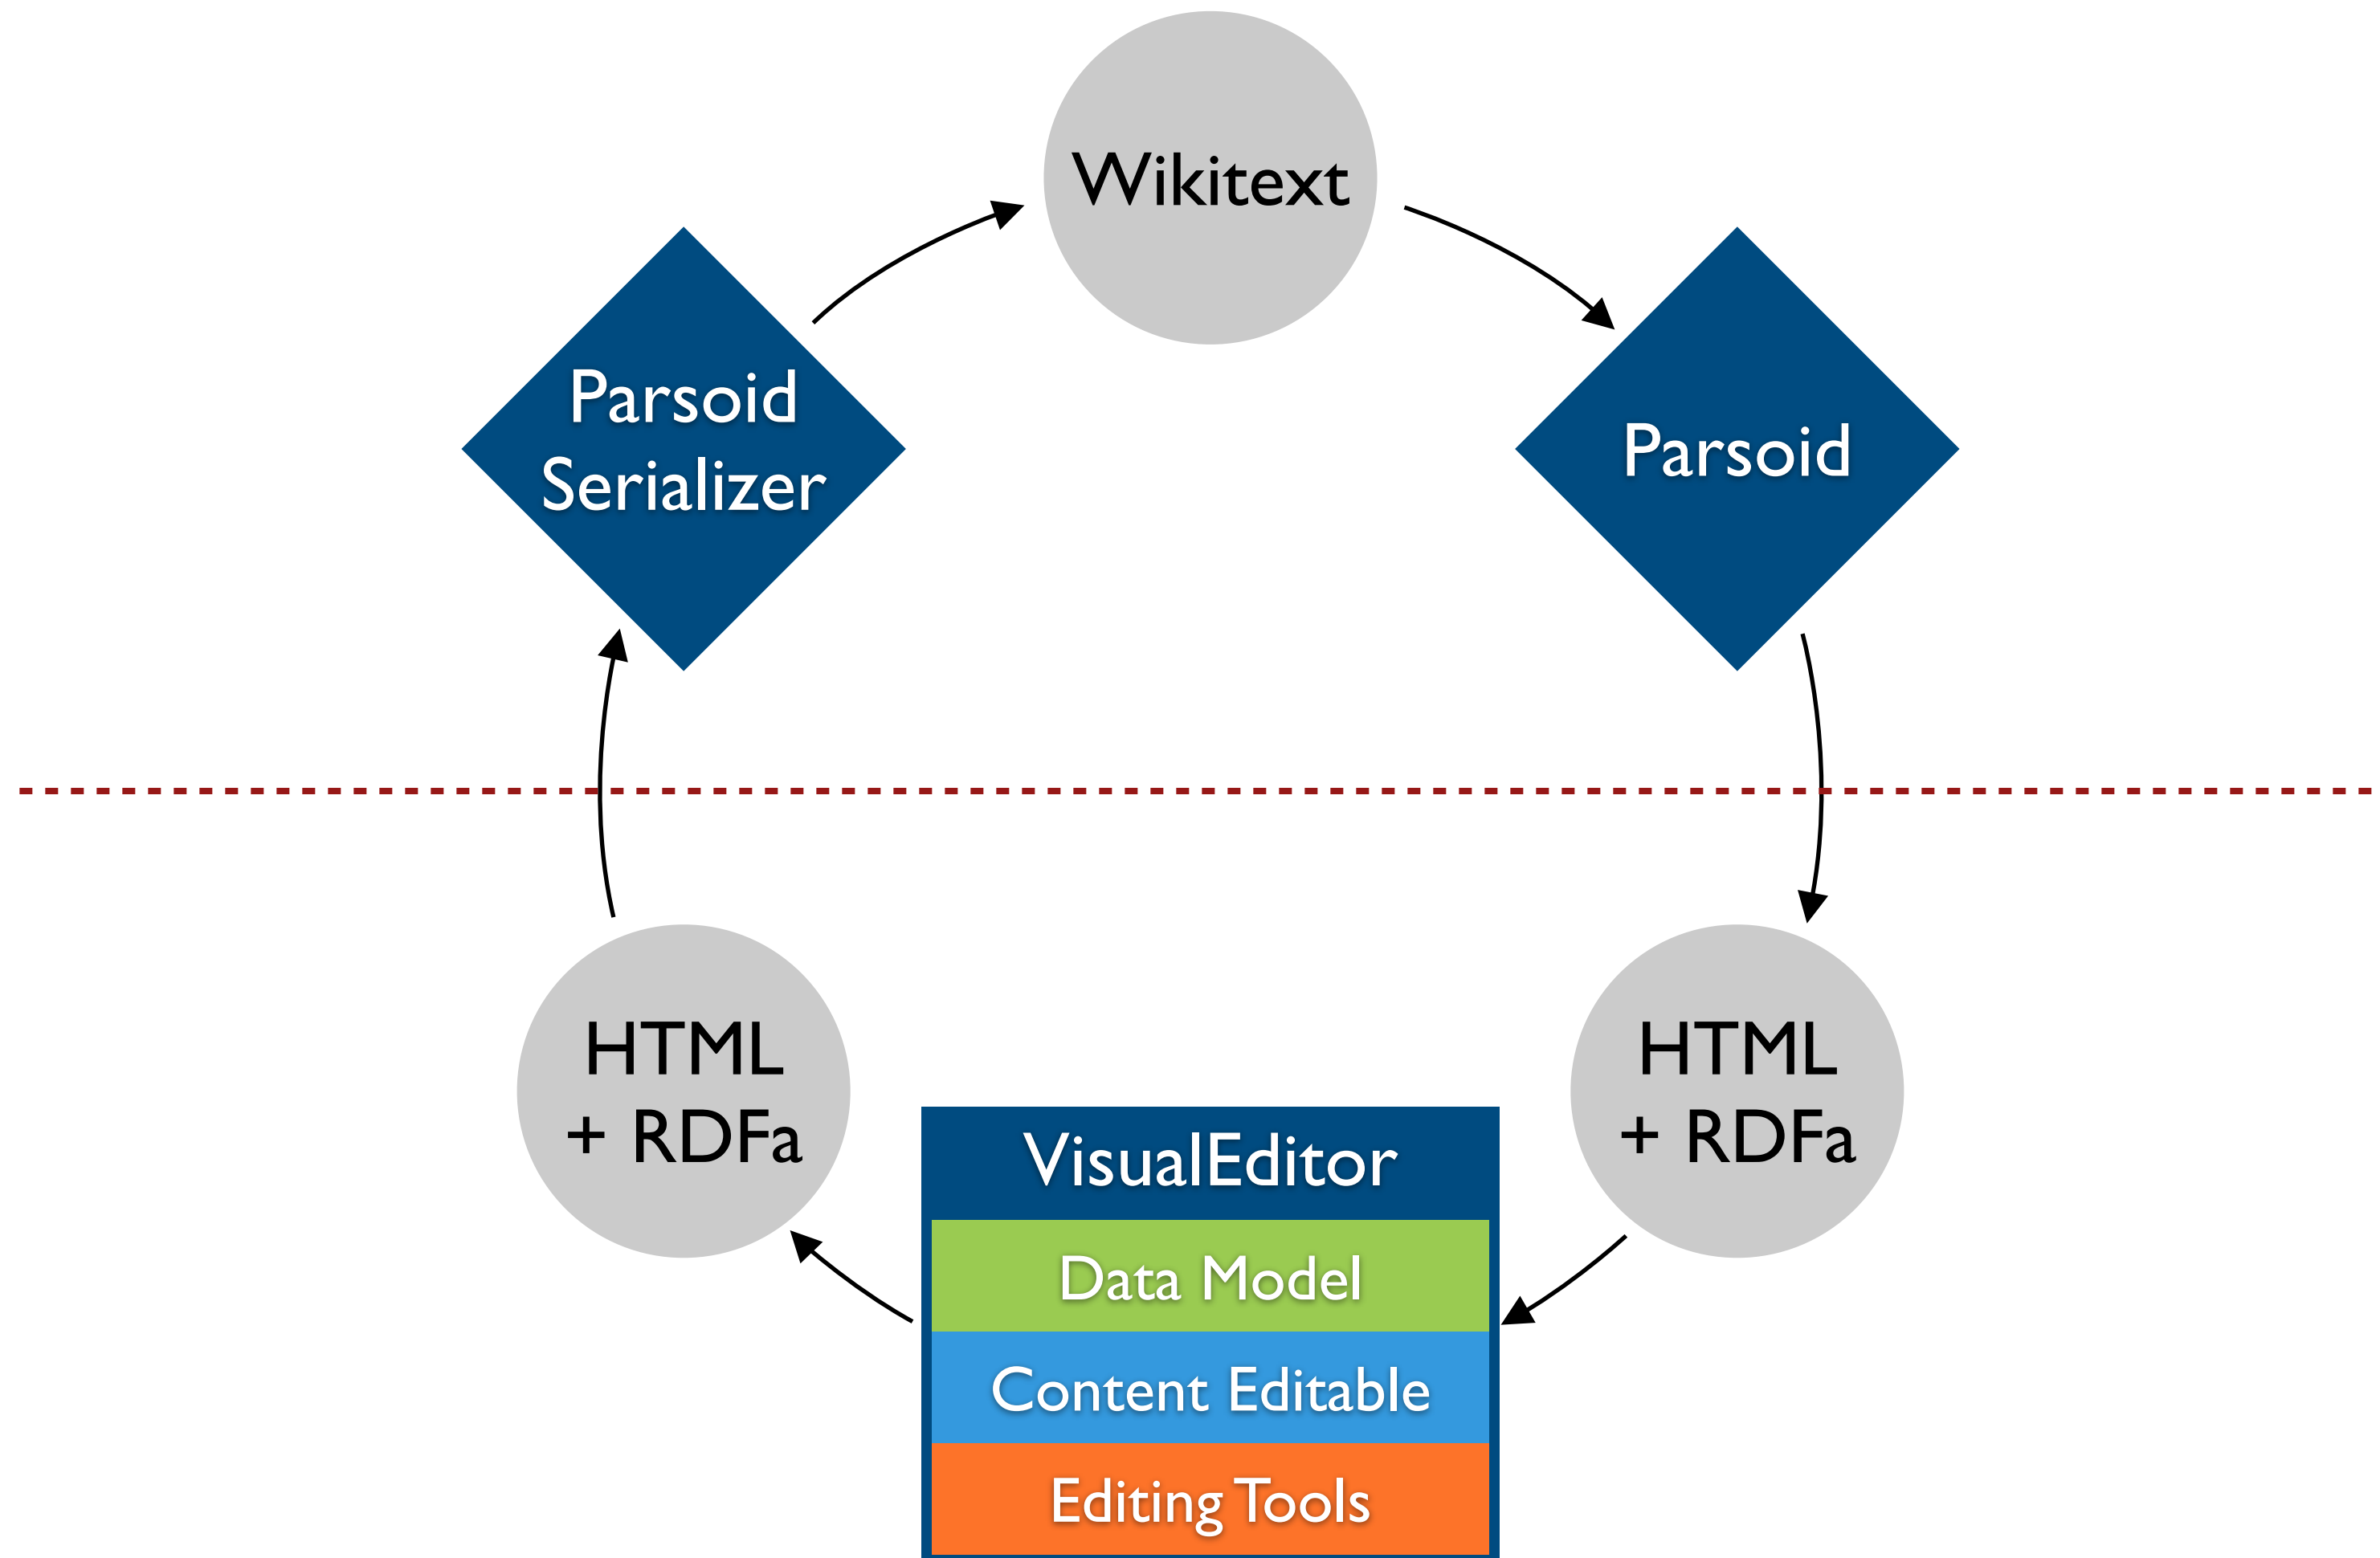 Wikitext
Parsoid
Serializer
Parsoid
HTML
+ RDFa
HTML
+ RDFa
VisualEditor
Data Model
Content Editable
Editing Tools